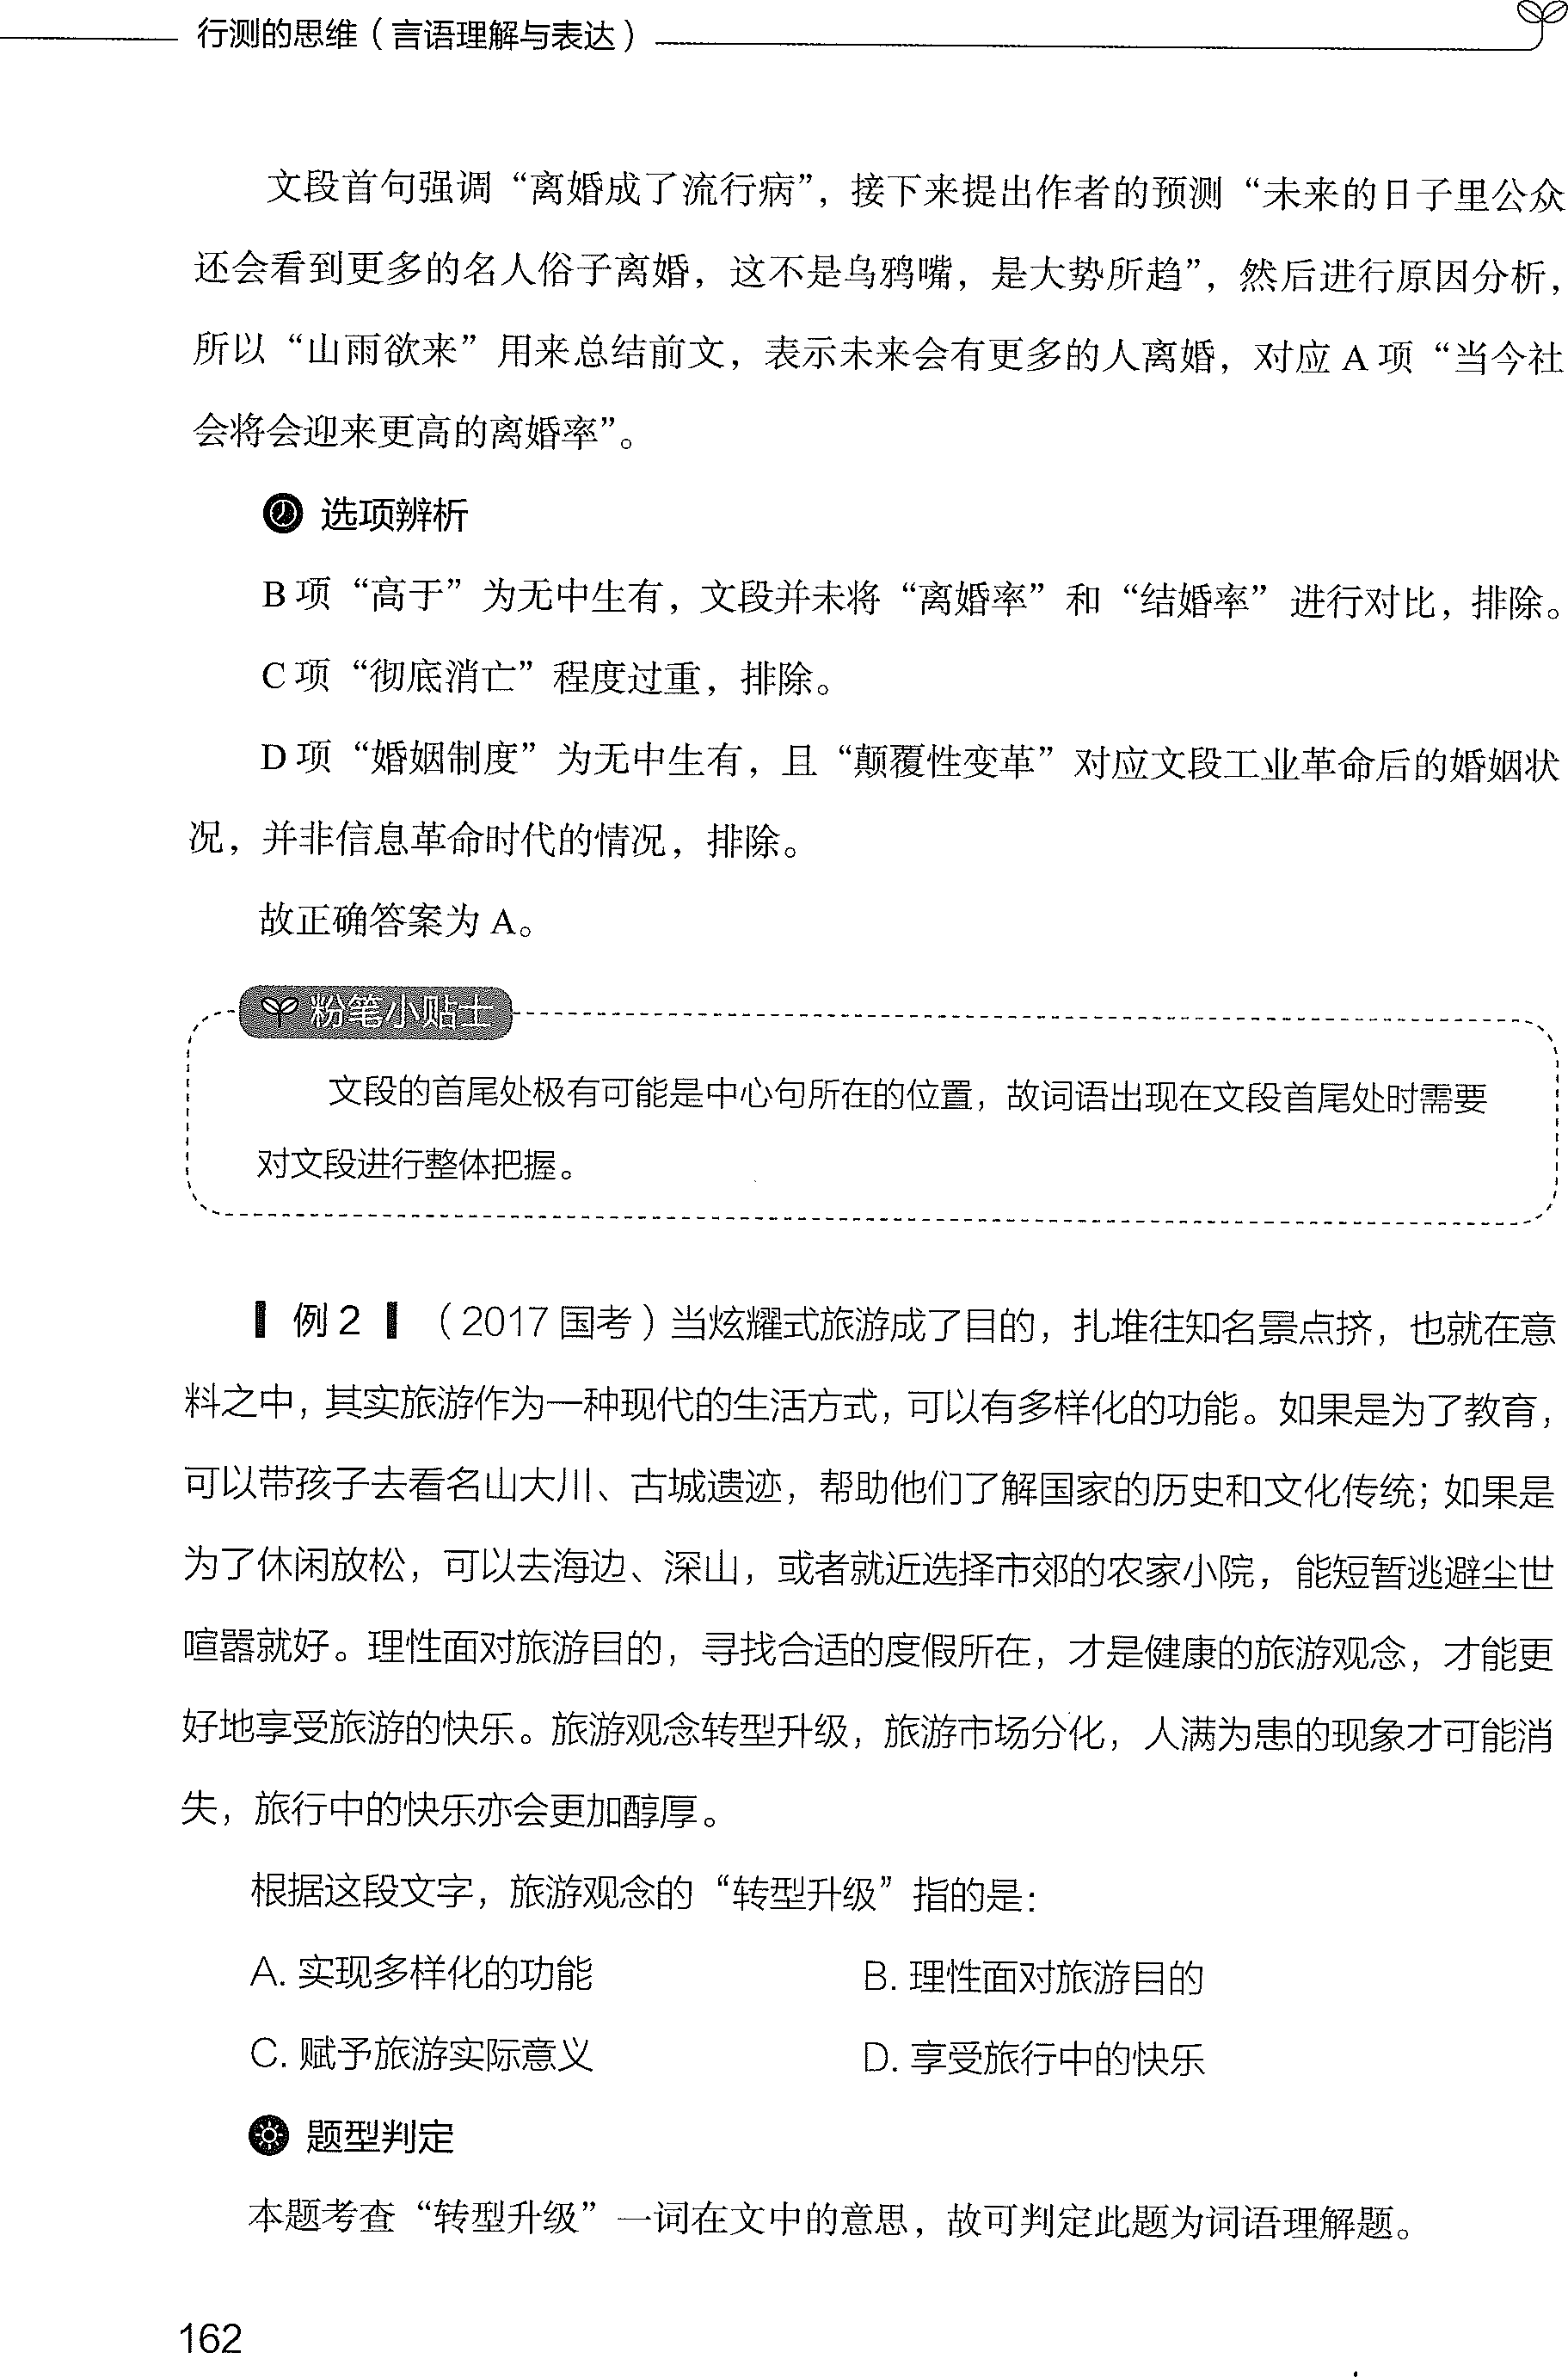 行测的思维（言语理解与表达）
文段首句强调“离婚成了流行病”，接下来提出作者的预测“未来的日子里公众
还会看到更多的名人俗子离婚，这不是乌鸦嘴，是大势所趋”，然后进行原因分析，
所以“山雨欲来”用来总结前文，表示未来会有更多的人离婚，对应 A 项“当今社
会将会迎来更高的离婚率”。
选项辨析
B 项“高于”为无中生有，文段并未将“离婚率”和“结婚率”进行对比，排除。
C 项“彻底消亡”程度过重，排除。
D 项“婚姻制度”为无中生有，且“颠覆性变革”对应文段工业革命后的婚姻状
况，并非信息革命时代的情况，排除。
故正确答案为 A。
粉笔小贴士
文段的首尾处极有可能是中心句所在的位置，故词语出现在文段首尾处时需要
对文段进行整体把握。
例 2 （2017 国考）当炫耀式旅游成了目的，扎堆往知名景点挤，也就在意
料之中，其实旅游作为一种现代的生活方式，可以有多样化的功能。如果是为了教育，
可以带孩子去看名山大川、古城遗迹，帮助他们了解国家的历史和文化传统；如果是
为了休闲放松，可以去海边、深山，或者就近选择市郊的农家小院，能短暂逃避尘世
喧嚣就好。理性面对旅游目的，寻找合适的度假所在，才是健康的旅游观念，才能更
好地享受旅游的快乐。旅游观念转型升级，旅游市场分化，人满为患的现象才可能消
失，旅行中的快乐亦会更加醇厚。
根据这段文字，旅游观念的“转型升级”指的是：
A. 实现多样化的功能 B. 理性面对旅游目的
C. 赋予旅游实际意义 D. 享受旅行中的快乐
题型判定
本题考查“转型升级”一词在文中的意思，故可判定此题为词语理解题。
162